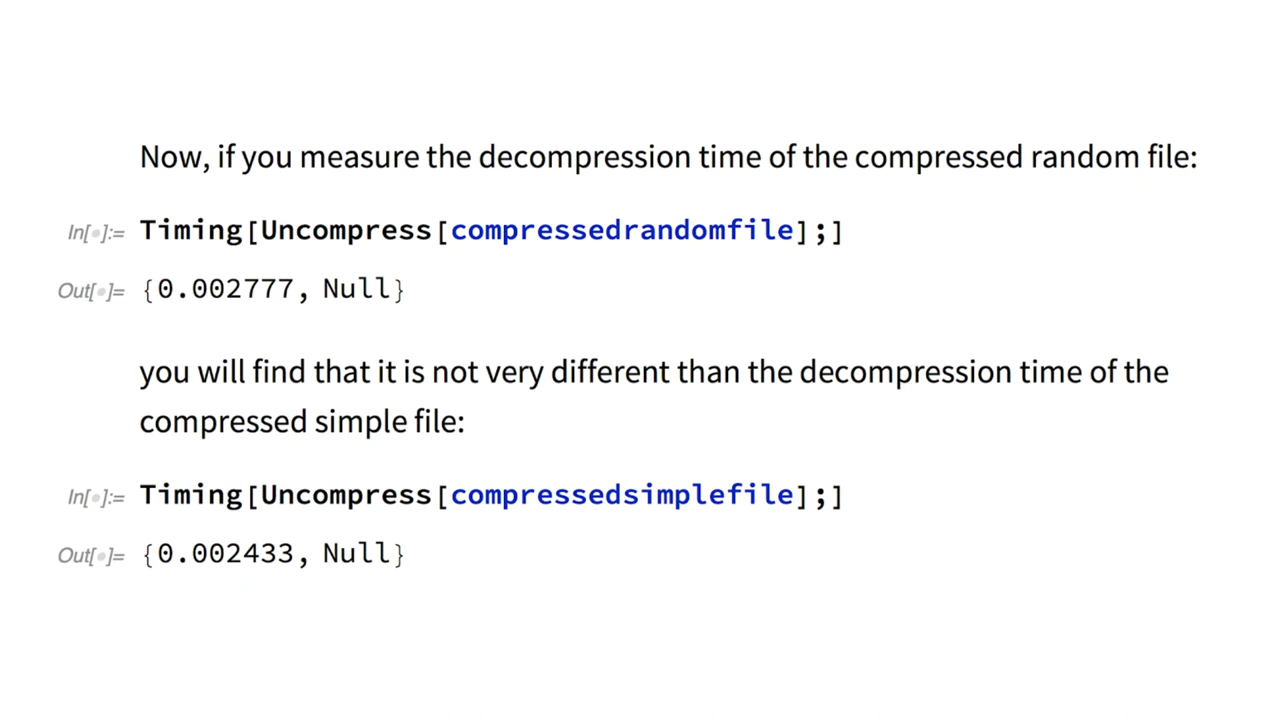 Now, if you measure the decompression time of the compressed random file:
In[•]:= Timing[Uncompress[compressedrandomfile];]
Out[•]= {0.002777, Null}
you will find that it is not very different than the decompression time of the
compressed simple file:
In[•]:= Timing[Uncompress[compressedsimplefile];]
Out[•]= {0.002433, Null}